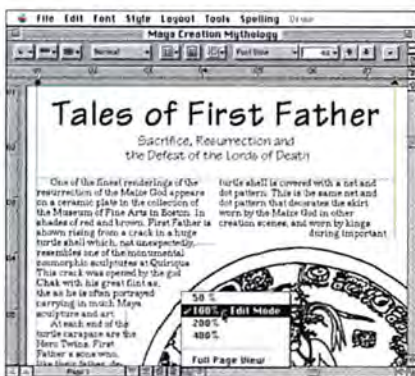 File Edit Font Style Layout Tools Spelling Draw
Maya Creation Mythology
Normal
Tales of First Father
Sacrifice, Resurrection and
the Defeat of the Lords of Death
One of the finest renderings of the
resurrection of the Maize God appears
on a ceramic plate in the collection of
the Museum of Fine Arts in Boston. In
shades of red and brown, First Father is
shown rising from a crack in a huge
turtle shell which, not unexpectedly,
resembles one of the monumental
zoomorphic sculptures at Quirigua.
This crack was opened by the god
Chak with his great flint ax,
the ax he is often portrayed
carrying in much Maya
sculpture and art.
At each end of the
turtle carapace are the
Hero Twins, First
Father's sons who,
like their father, de-
turtle shell is covered with a net and
dot pattern. This is the same net and
dot pattern that decorates the skirt
worn by the Maize God in other
creation scenes, and worn by kings
during important
50 %
✓100% Edit Mode
200%
400%
Full Page View
Page 1